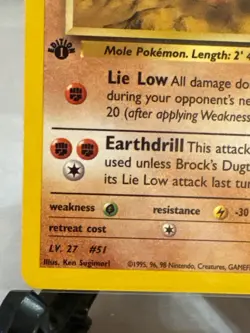 EDITION
1
Mole Pokémon. Length: 2' 4
Lie Low All damage do
during your opponent's ne
20 (after applying Weakness
Earthdrill This attack
used unless Brock's Dugt
its Lie Low attack last tur
weakness resistance -30
retreat cost
LV. 27 #51
Illus. Ken Sugimori ©1995, 96, 98 Nintendo, Creatures, GAMEF